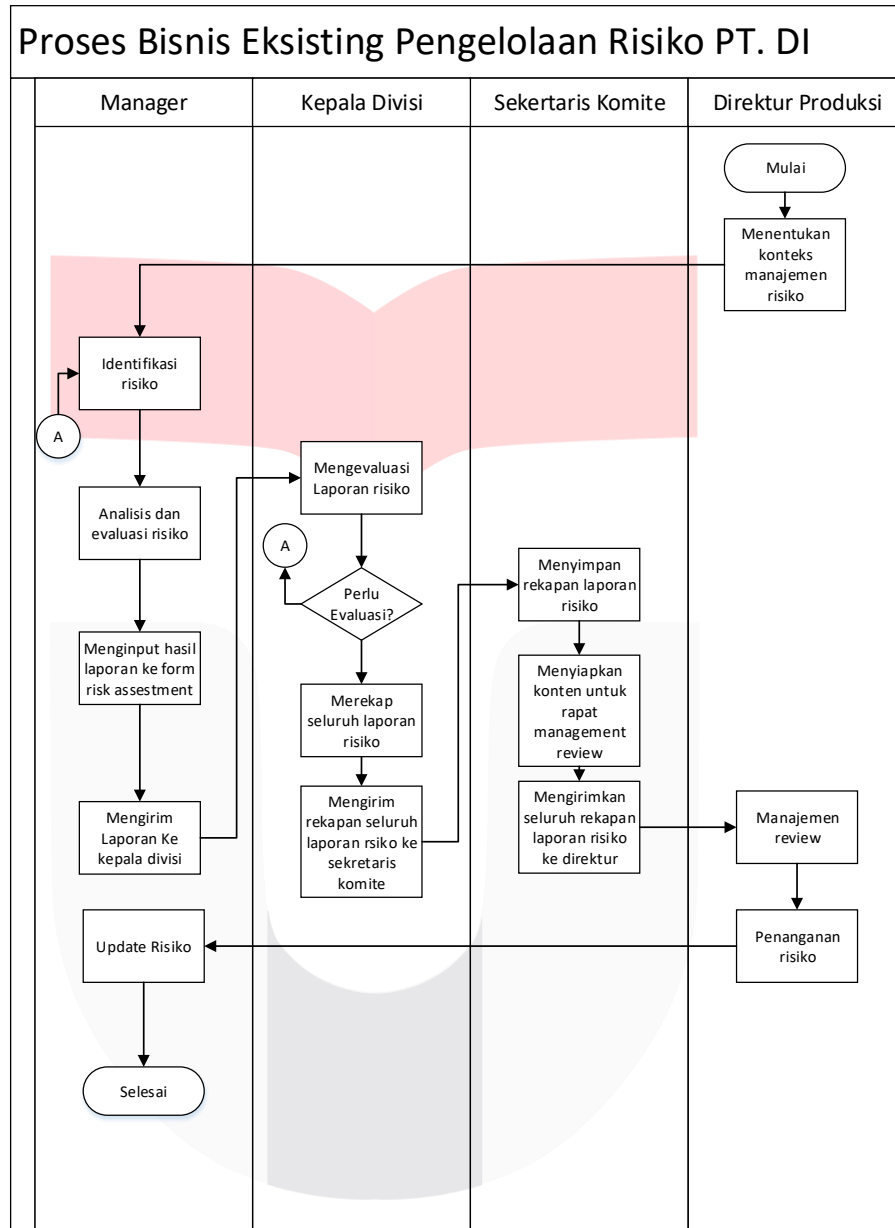 Proses Bisnis Eksisting Pengelolaan Risiko PT. DI
Manager
Kepala Divisi
Sekertaris Komite
Direktur Produksi
Mulai
Menentukan
konteks
manajemen
risiko
Identifikasi
risiko
A
Analisis dan
evaluasi risiko
Menginput hasil
laporan ke form
risk assestment
Mengirim
Laporan Ke
kepala divisi
Mengevaluasi
Laporan risiko
A
Perlu
Evaluasi?
Merekap
seluruh laporan
risiko
Mengirim
rekapan seluruh
laporan rsiko ke
sekretaris
komite
Menyimpan
rekapan laporan
risiko
Menyiapkan
konten untuk
rapat
management
review
Mengirimkan
seluruh rekapan
laporan risiko
ke direktur
Manajemen
review
Penanganan
risiko
Update Risiko
Selesai